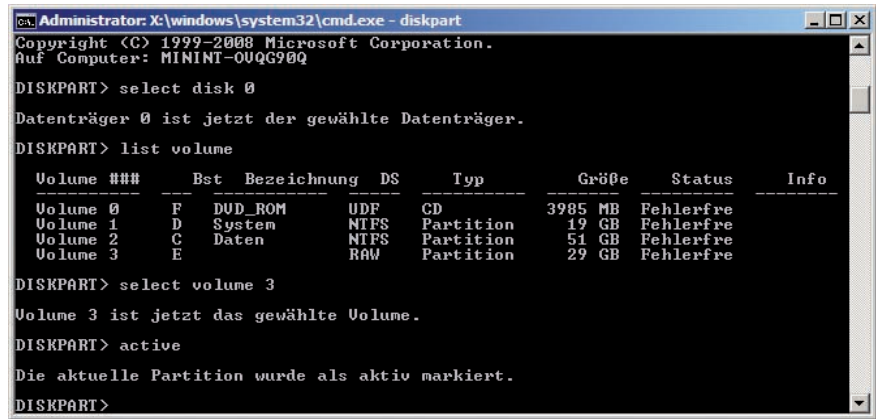 Administrator: X:\windows\system32\cmd.exe - diskpart
Copyright (C) 1999-2008 Microsoft Corporation.
Auf Computer: MININT-OVQG90Q
DISKPART> select disk 0
Datenträger 0 ist jetzt der gewählte Datenträger.
DISKPART> list volume
Volume ### Bst Bezeichnung DS Typ Größe Status Info
---------- --- ----------- ----- ---------- ------- --------- --------
Volume 0 F DVD_ROM UDF CD 3985 MB Fehlerfre
Volume 1 D System NTFS Partition 19 GB Fehlerfre
Volume 2 C Daten NTFS Partition 51 GB Fehlerfre
Volume 3 E RAW Partition 29 GB Fehlerfre
DISKPART> select volume 3
Volume 3 ist jetzt das gewählte Volume.
DISKPART> active
Die aktuelle Partition wurde als aktiv markiert.
DISKPART>